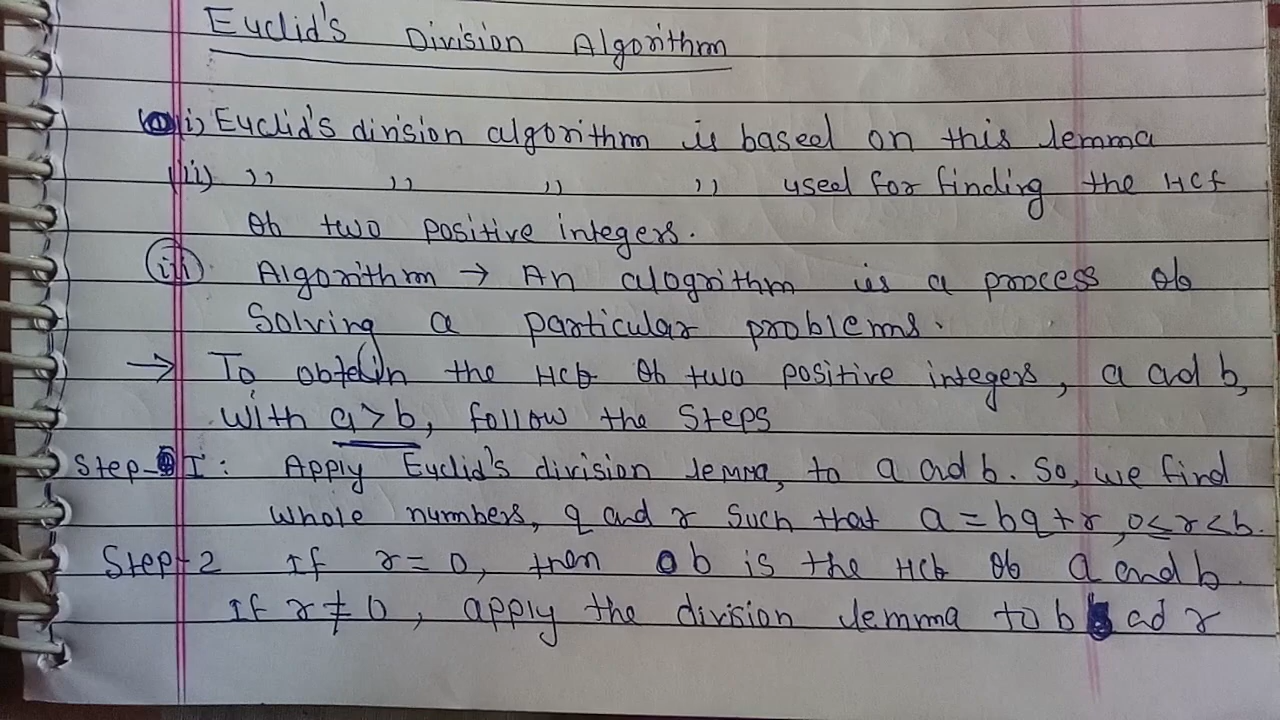 Euclid's Division Algorithm
i) Euclid's division algorithm is based on this lemma
ii) ,, ,, ,, ,, used for finding the HCf
of two positive integers.
iii) Algorithm → An alogrithm is a process of
Solving a particular problems.
→ To obtain the HCf of two positive integers, a ad b,
with a > b, follow the Steps
Step-I: Apply Euclid's division lemma, to a ad b. So, we find
whole numbers, q and r Such that a = bq + r, 0 ≤ r < b.
Step-2 If r = 0, then b is the HCf of a and b.
If r ≠ 0, apply the division lemma to b ad r